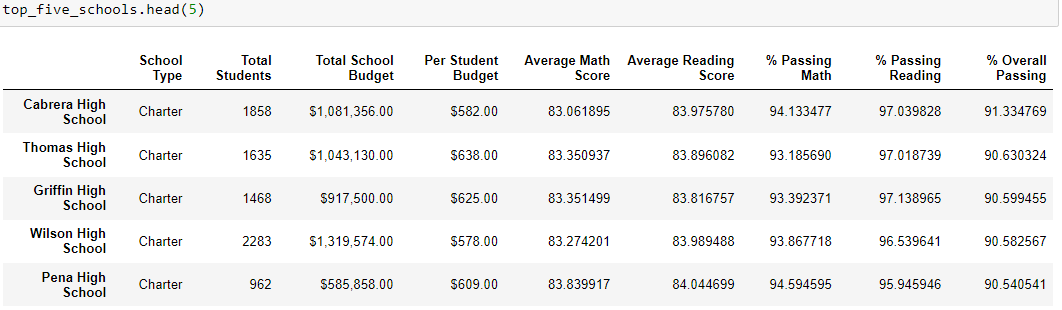 top_five_schools.head(5)
School Type Total Students Total School Budget Per Student Budget Average Math Score Average Reading Score % Passing Math % Passing Reading % Overall Passing
Cabrera High School Charter 1858 $1,081,356.00 $582.00 83.061895 83.975780 94.133477 97.039828 91.334769
Thomas High School Charter 1635 $1,043,130.00 $638.00 83.350937 83.896082 93.185690 97.018739 90.630324
Griffin High School Charter 1468 $917,500.00 $625.00 83.351499 83.816757 93.392371 97.138965 90.599455
Wilson High School Charter 2283 $1,319,574.00 $578.00 83.274201 83.989488 93.867718 96.539641 90.582567
Pena High School Charter 962 $585,858.00 $609.00 83.839917 84.044699 94.594595 95.945946 90.540541